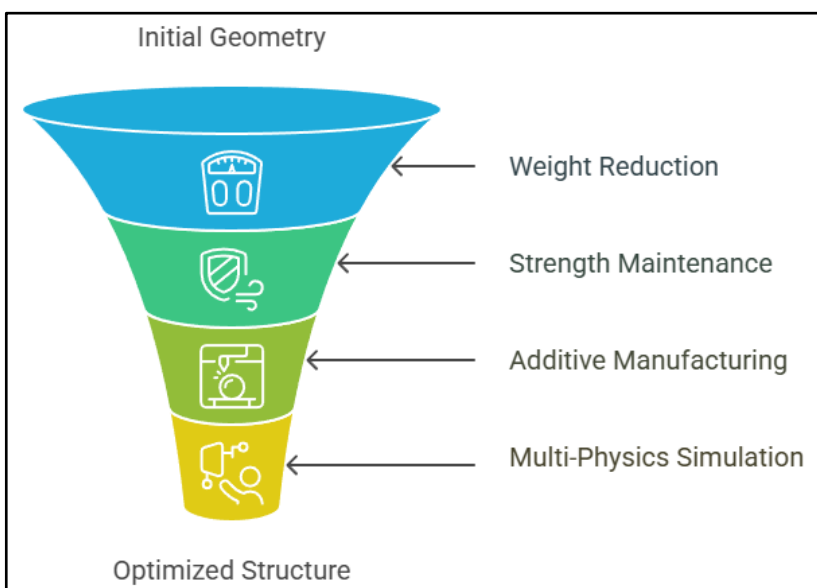 Initial Geometry
Weight Reduction
Strength Maintenance
Additive Manufacturing
Multi-Physics Simulation
Optimized Structure